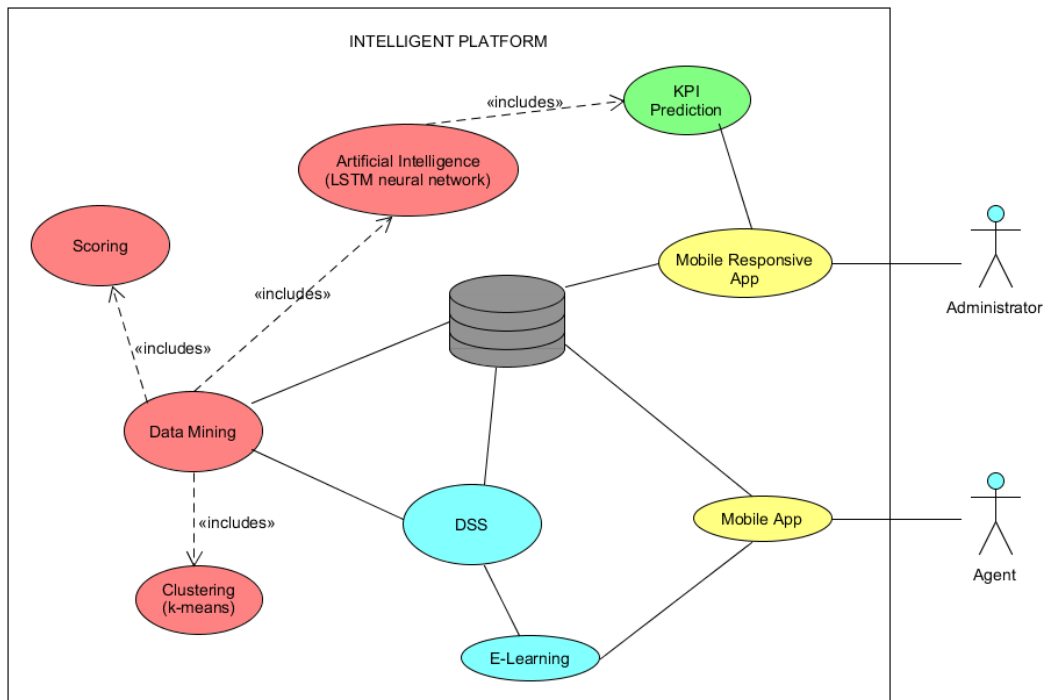 INTELLIGENT PLATFORM
«includes»
KPI
Prediction
Artificial Intelligence
(LSTM neural network)
Scoring
Mobile Responsive
App
«includes»
Administrator
«includes»
Data Mining
«includes»
DSS
Mobile App
Agent
Clustering
(k-means)
E-Learning